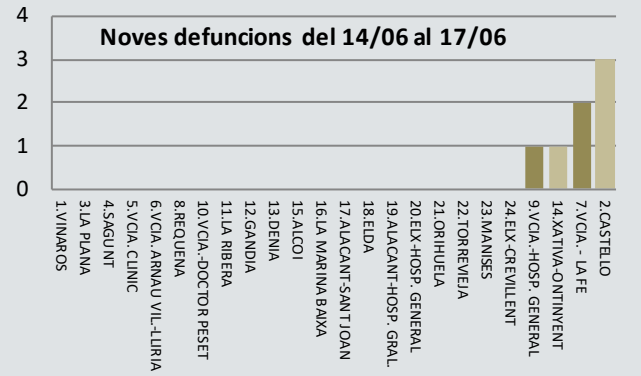 Noves defuncions del 14/06 al 17/06
4
3
2
1
0
1.VINAROS
3.LA PLANA
4.SAGUNT
5.VCIA. CLINIC
6.VCIA. ARNAU VIL.-LLIRIA
8.REQUENA
10.VCIA.-DOCTOR PESET
11.LA RIBERA
12.GANDIA
13.DENIA
15.ALCOI
16.LA MARINA BAIXA
17.ALACANT-SANT JOAN
18.ELDA
19.ALACANT-HOSP. GRAL.
20.ELX-HOSP. GENERAL
21.ORIHUELA
22.TORREVIEJA
23.MANISES
24.ELX-CREVILLENT
9.VCIA.-HOSP. GENERAL
14.XATIVA-ONTINYENT
7.VCIA. - LA FE
2.CASTELLO